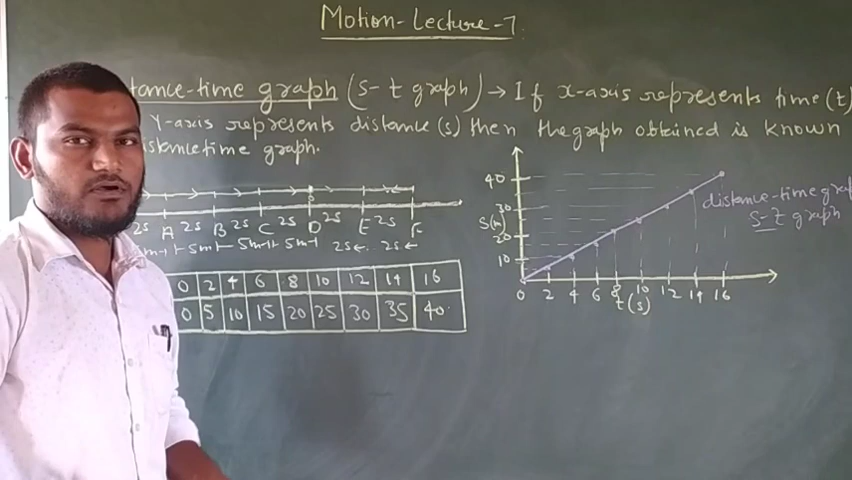 Motion-Lecture-7
tance-time graph (S-t graph) → If x-axis represents time (t)
Y-axis represents distance (s) then the graph obtained is known
distance time graph.
2S A 2S B 2S C 2S D 2S E 2S F
5m 5m 5m 2S 2S
0 2 4 6 8 10 12 14 16
0 5 10 15 20 25 30 35 40
40
30
S(m)
20
10
distance-time gra
S-t graph
0 2 4 6 8 10 12 14 16
t(s)